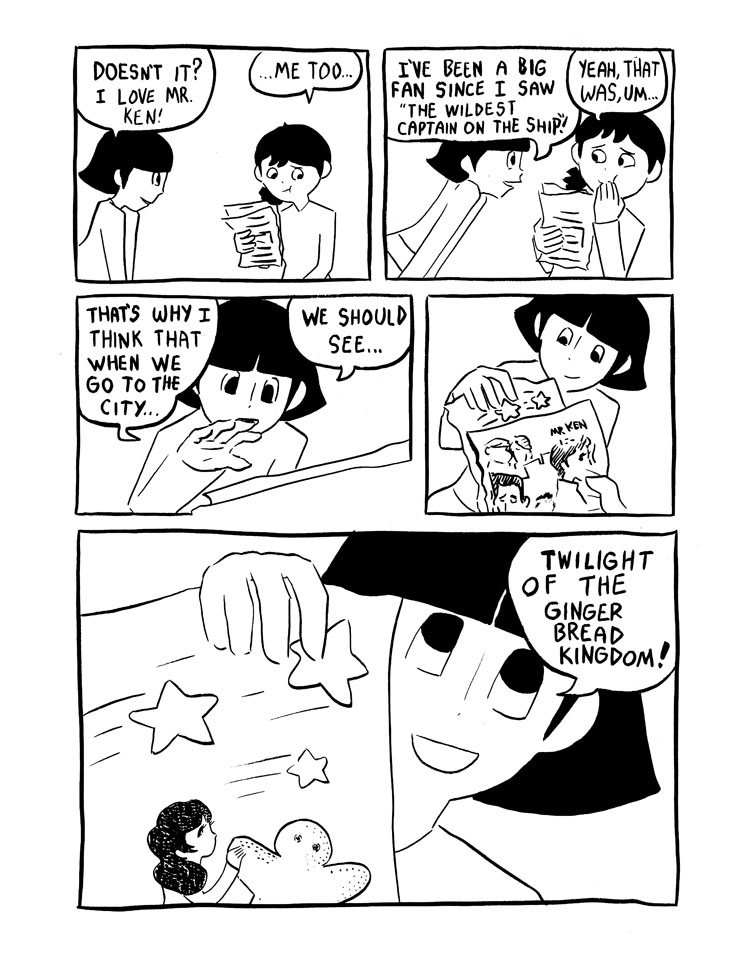 DOESN'T IT?
I LOVE MR.
KEN!
...ME TOO...
I'VE BEEN A BIG
FAN SINCE I SAW
"THE WILDEST
CAPTAIN ON THE SHIP"!
YEAH, THAT
WAS, UM...
THAT'S WHY I
THINK THAT
WHEN WE
GO TO THE
CITY...
WE SHOULD
SEE...
MR KEN
TWILIGHT
OF THE
GINGER
BREAD
KINGDOM!